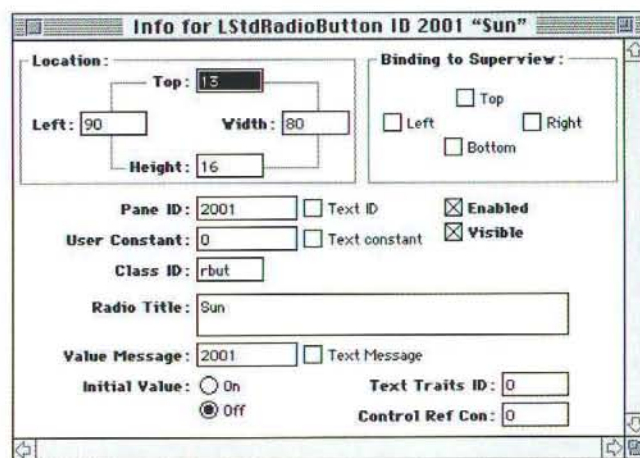 Info for LStdRadioButton ID 2001 “Sun”
Location:
Top: 13
Left: 90
Width: 80
Height: 16
Binding to Superview:
Top
Left
Right
Bottom
Pane ID: 2001
Text ID
Enabled
User Constant: 0
Text constant
Visible
Class ID: rbut
Radio Title: Sun
Value Message: 2001
Text Message
Initial Value: On
Off
Text Traits ID: 0
Control Ref Con: 0